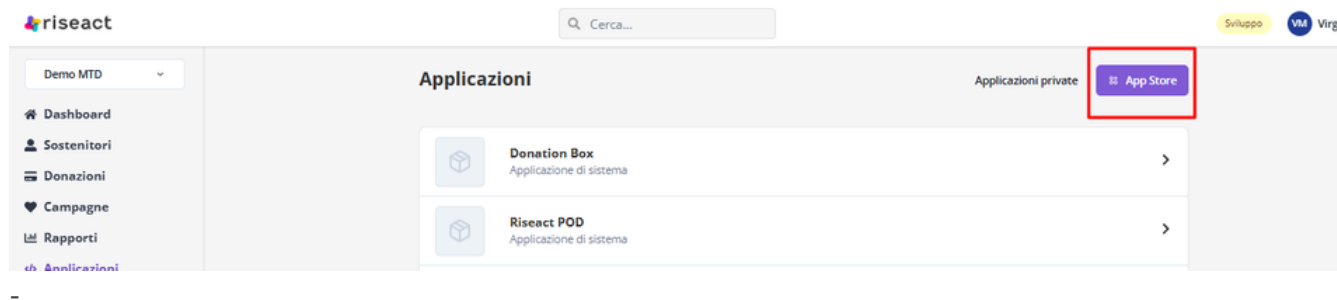 riseact
Cerca...
Sviluppo
VM
Virg
Demo MTD
Dashboard
Sostenitori
Donazioni
Campagne
Rapporti
Applicazioni
Applicazioni
Applicazioni private
App Store
Donation Box
Applicazione di sistema
Riseact POD
Applicazione di sistema
-